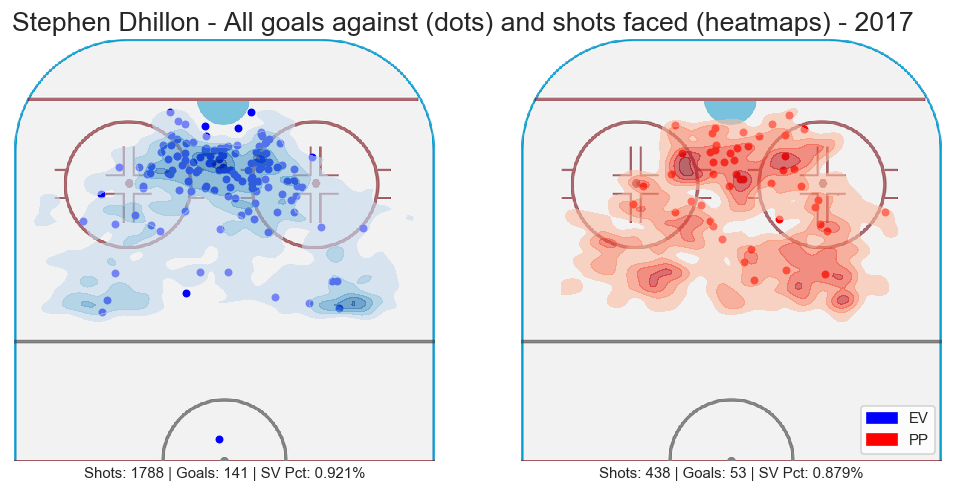 Stephen Dhillon - All goals against (dots) and shots faced (heatmaps) - 2017
EV
PP
Shots: 1788 | Goals: 141 | SV Pct: 0.921%
Shots: 438 | Goals: 53 | SV Pct: 0.879%